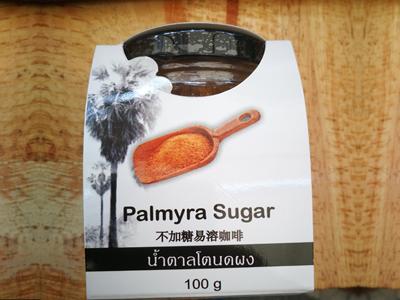 Palmyra Sugar
不加糖易溶咖啡
น้ำตาลโตนดผง
100 g